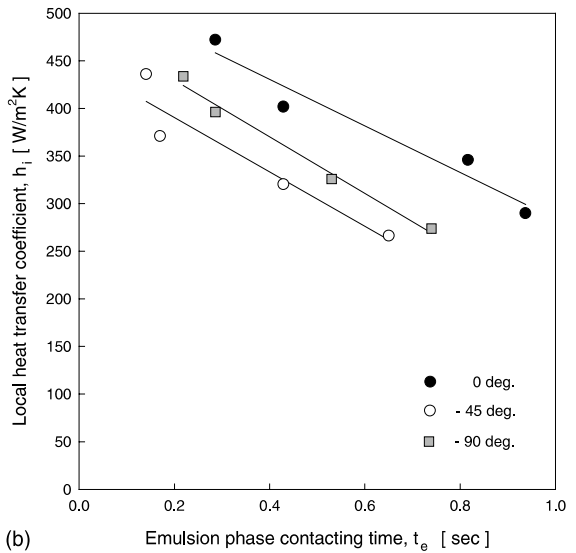 500
450
400
350
300
250
200
150
100
50
0
Local heat transfer coefficient, h_i [ W/m²K ]
0 deg.
- 45 deg.
- 90 deg.
0.0 0.2 0.4 0.6 0.8 1.0
(b) Emulsion phase contacting time, t_e [ sec ]